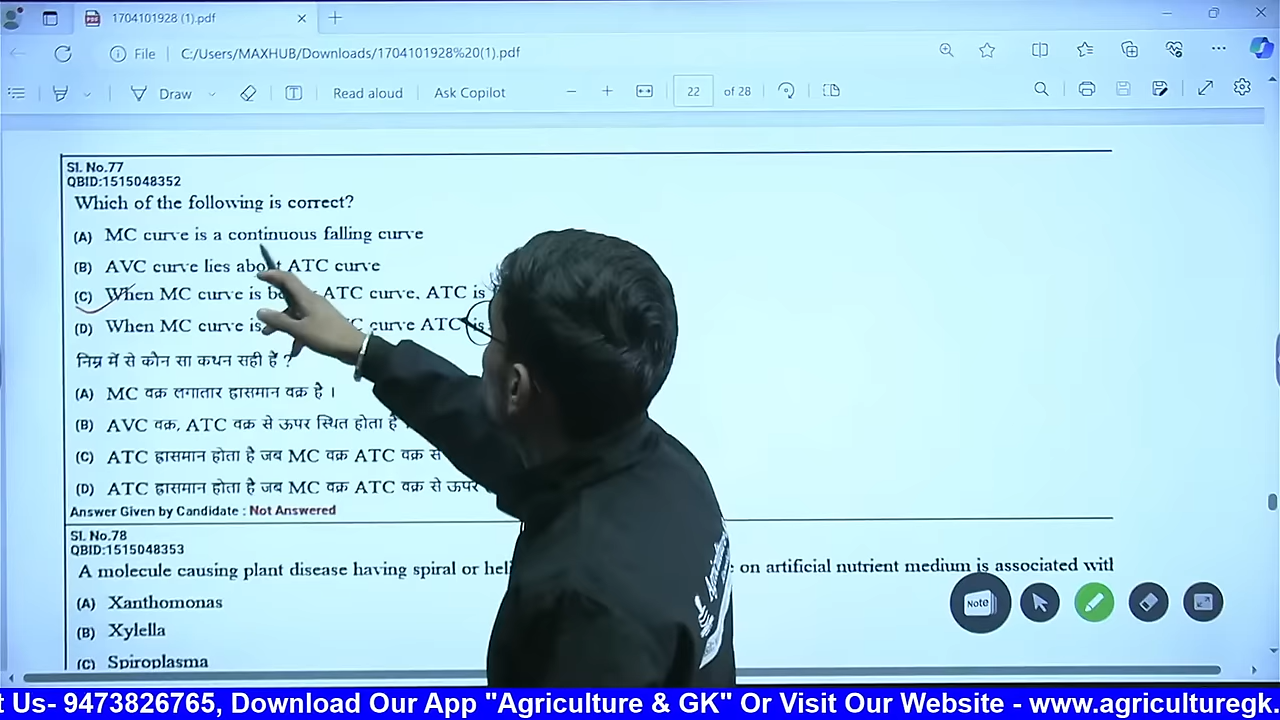 1704101928 (1).pdf
File
C:/Users/MAXHUB/Downloads/1704101928%20(1).pdf
Draw
Read aloud
Ask Copilot
22
of 28
Sl. No.77
QBID:1515048352
Which of the following is correct?
(A) MC curve is a continuous falling curve
(B) AVC curve lies about ATC curve
(C) When MC curve is ATC curve, ATC is
(D) When MC curve is curve ATC is
निम्न में से कौन सा कथन सही हैं ?
(A) MC वक्र लगातार ह्रासमान वक्र है ।
(B) AVC वक्र, ATC वक्र से ऊपर स्थित होता है
(C) ATC ह्रासमान होता है जब MC वक्र ATC वक्र से
(D) ATC ह्रासमान होता है जब MC वक्र ATC वक्र से ऊपर
Answer Given by Candidate : Not Answered
Sl. No.78
QBID:1515048353
A molecule causing plant disease having spiral or on artificial nutrient medium is associated with
(A) Xanthomonas
(B) Xylella
(C) Spiroplasma
Note
t Us- 9473826765, Download Our App "Agriculture & GK" Or Visit Our Website - www.agriculturegk.